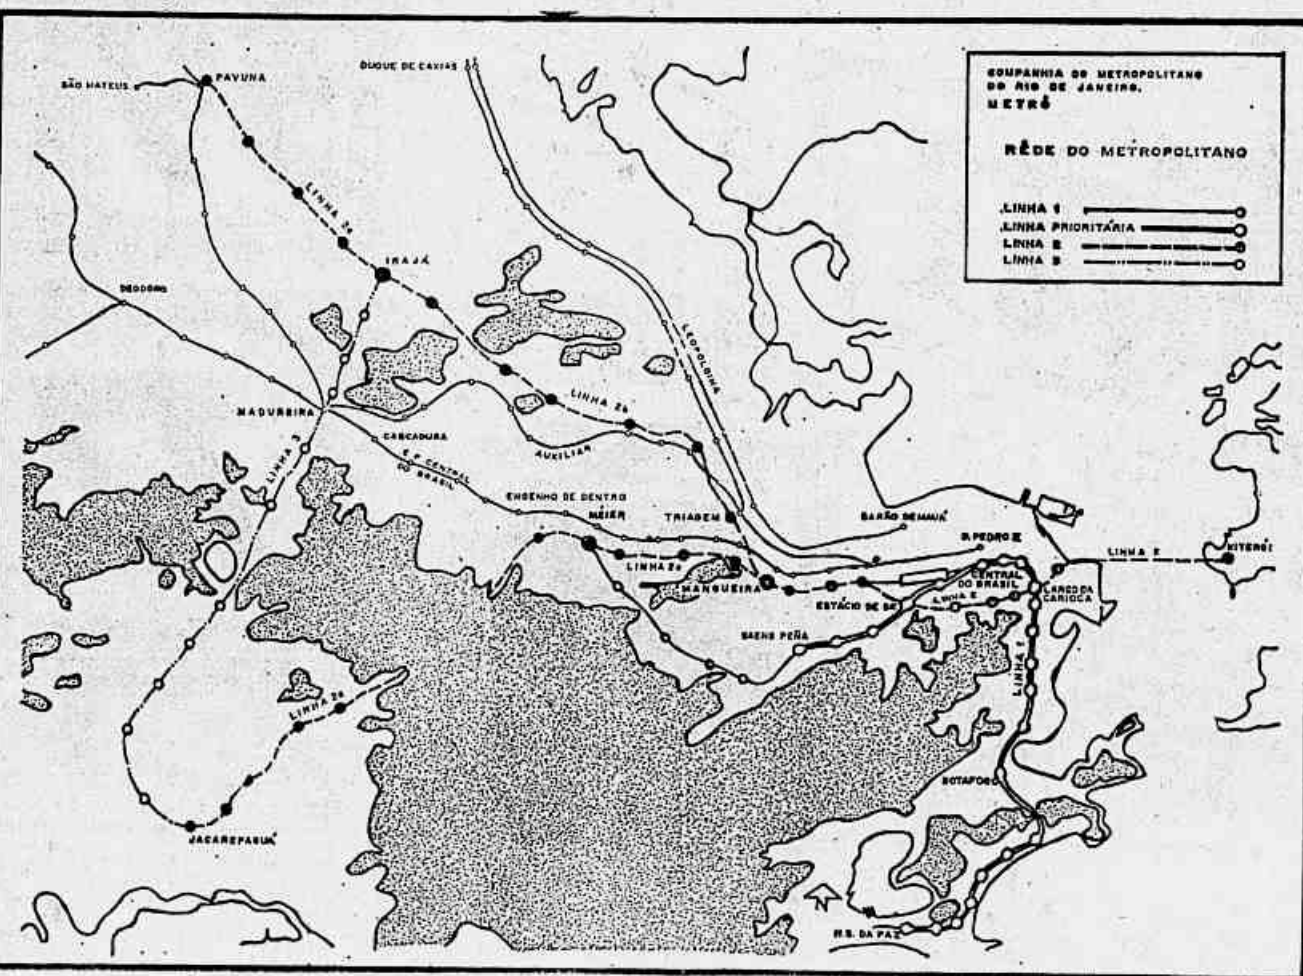 COMPANHIA DO METROPOLITANO
DO RIO DE JANEIRO.
METRÔ
RÊDE DO METROPOLITANO
LINHA 1
LINHA PRIORITÁRIA
LINHA 2
LINHA 3
DUQUE DE CAXIAS
SÃO MATEUS
PAVUNA
LINHA 2a
IRAJÁ
DEODORO
LEOPOLDINA
MADUREIRA
LINHA 2b
CASCADURA
AUXILIAR
LINHA 3
E.F. CENTRAL
DO BRASIL
ENGENHO DE DENTRO
MÉIER
TRIAGEM
BARÃO DE MAUÁ
D. PEDRO II
LINHA 2
NITERÓI
LINHA 2a
MANGUEIRA
CENTRAL
DO BRASIL
LARGO DA
CARIOCA
ESTÁCIO DE SÁ
LINHA 2
SAENS PEÑA
LINHA 1
LINHA 2a
BOTAFOGO
JACAREPAGUÁ
N
N.S. DA PAZ